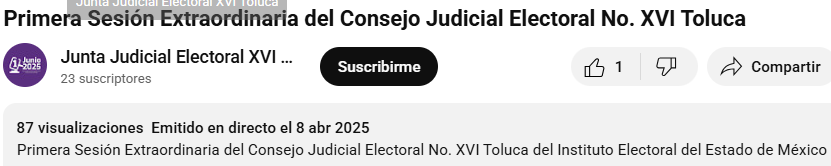 Junta Judicial Electoral XVI Toluca
Primera Sesión Extraordinaria del Consejo Judicial Electoral No. XVI Toluca
Junta Judicial Electoral XVI ...
Junio
2025
23 suscriptores
Suscribirme
1
Compartir
87 visualizaciones Emitido en directo el 8 abr 2025
Primera Sesión Extraordinaria del Consejo Judicial Electoral No. XVI Toluca del Instituto Electoral del Estado de México